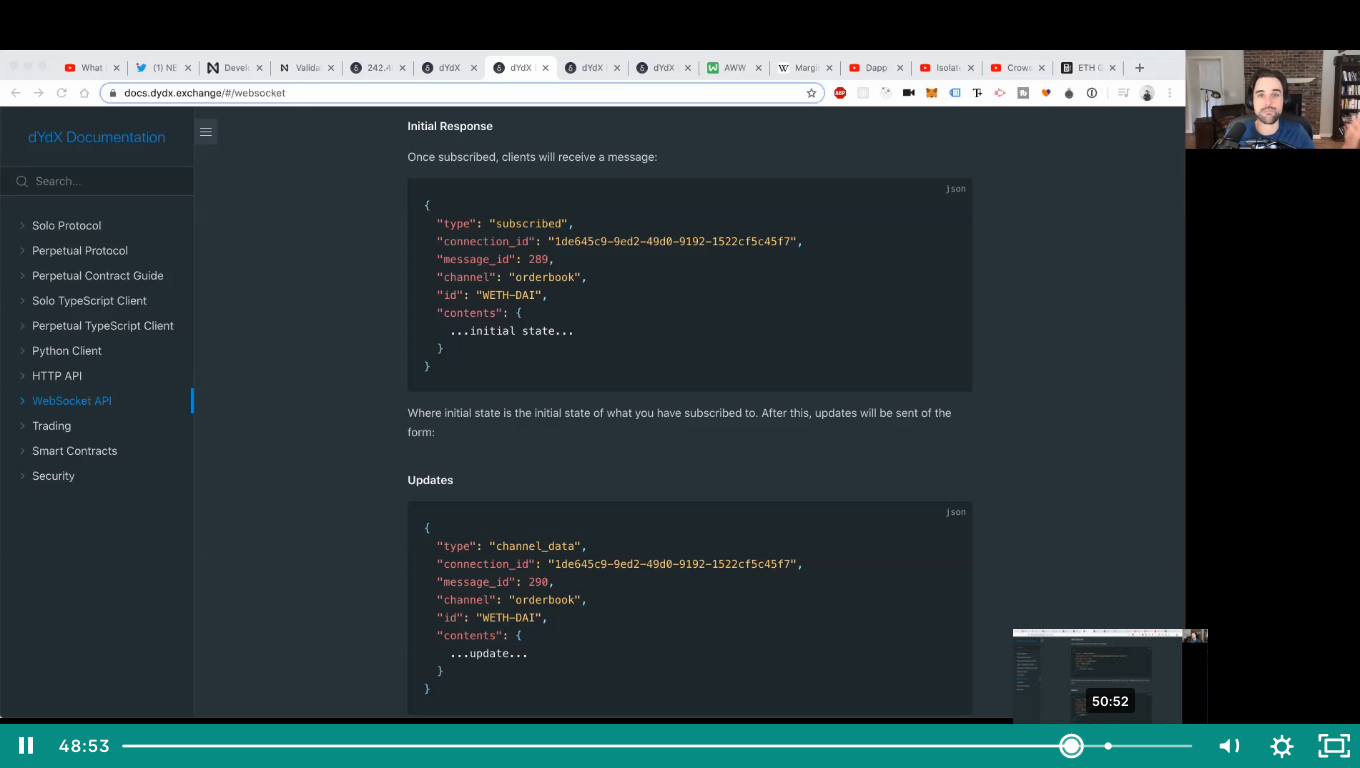 What
(1) NE
Develo
Valida
242.4
dYdX
dYdX
dYdX
dYdX
AWW
Margi
Dapp
Isolat
Crow
ETH G
docs.dydx.exchange/#/websocket
ABP
dYdX Documentation
Search...
Solo Protocol
Perpetual Protocol
Perpetual Contract Guide
Solo TypeScript Client
Perpetual TypeScript Client
Python Client
HTTP API
WebSocket API
Trading
Smart Contracts
Security
Initial Response
Once subscribed, clients will receive a message:
json
{
"type": "subscribed",
"connection_id": "1de645c9-9ed2-49d0-9192-1522cf5c45f7",
"message_id": 289,
"channel": "orderbook",
"id": "WETH-DAI",
"contents": {
...initial state...
}
}
Where initial state is the initial state of what you have subscribed to. After this, updates will be sent of the
form:
Updates
json
{
"type": "channel_data",
"connection_id": "1de645c9-9ed2-49d0-9192-1522cf5c45f7",
"message_id": 290,
"channel": "orderbook",
"id": "WETH-DAI",
"contents": {
...update...
}
}
50:52
48:53